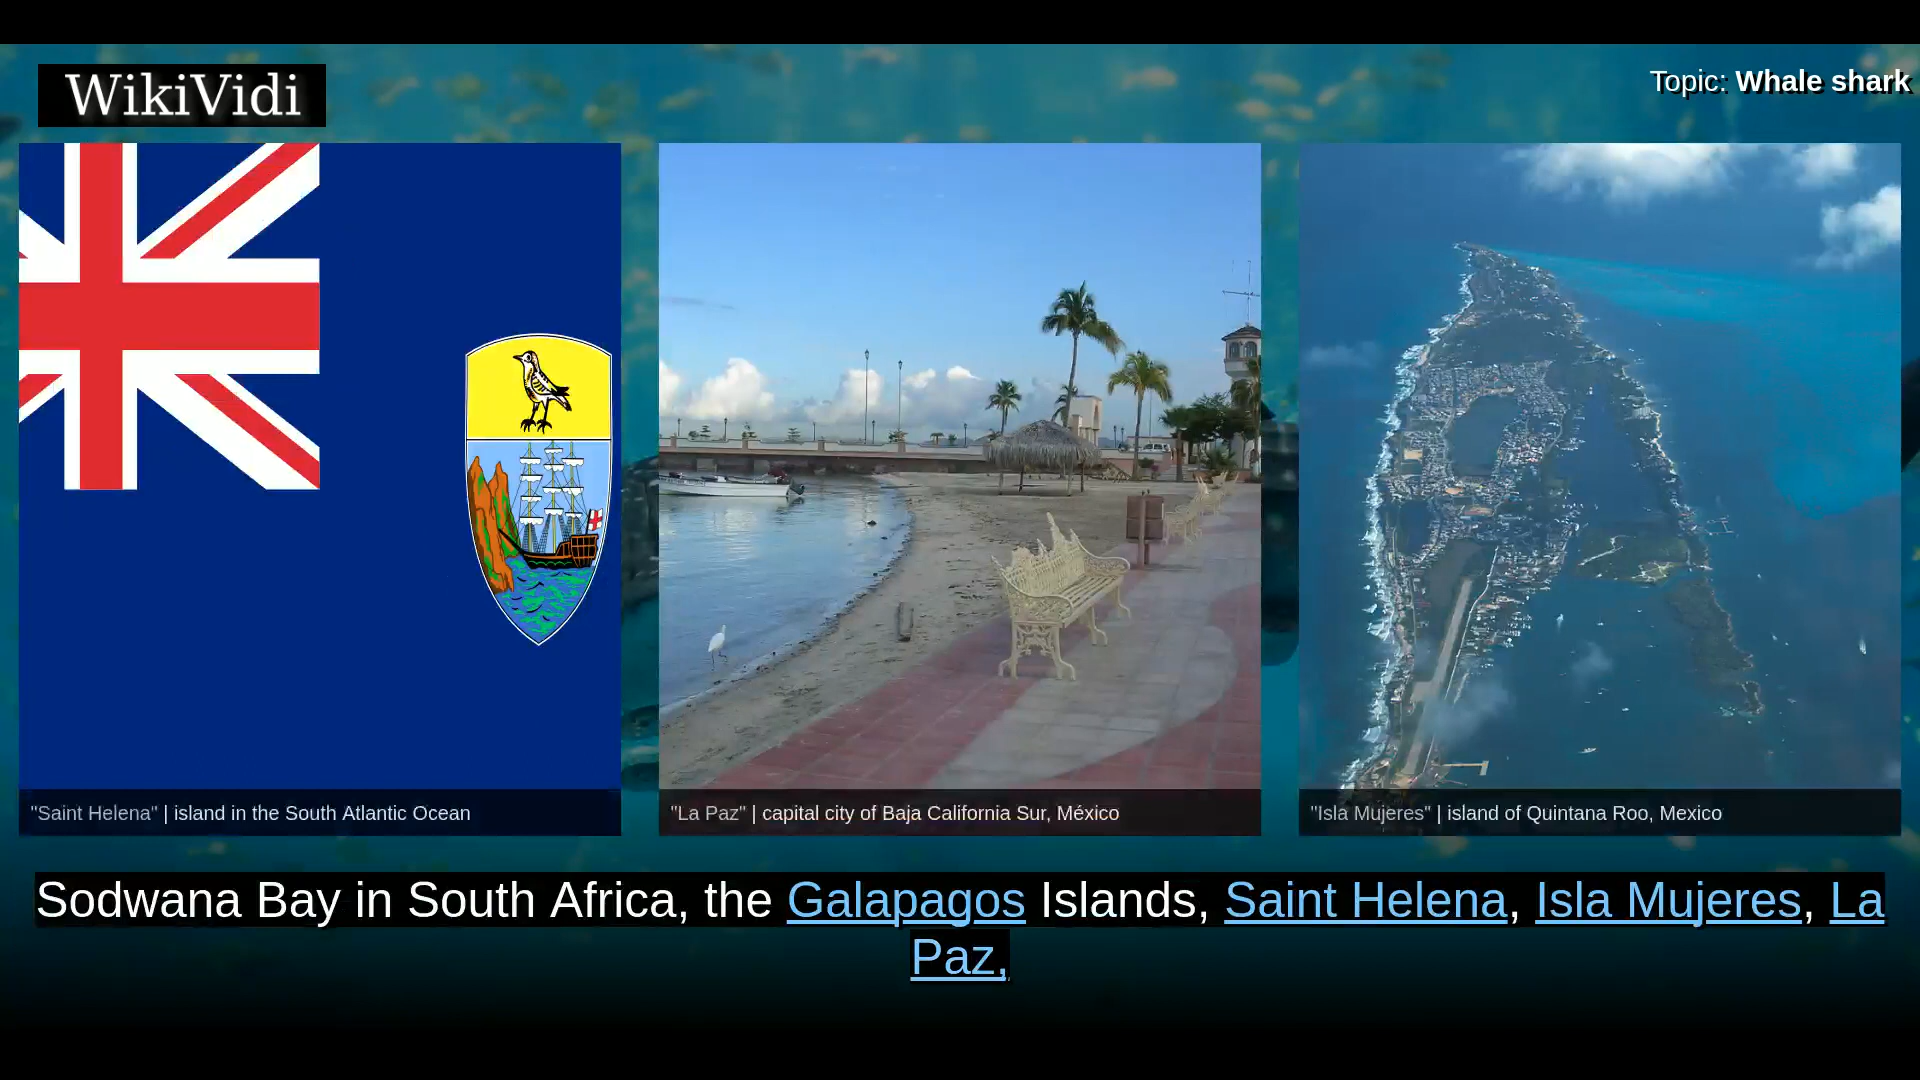 WikiVidi
Topic: Whale shark
"Saint Helena" | island in the South Atlantic Ocean
"La Paz" | capital city of Baja California Sur, México
"Isla Mujeres" | island of Quintana Roo, Mexico
Sodwana Bay in South Africa, the Galapagos Islands, Saint Helena, Isla Mujeres, La
Paz,